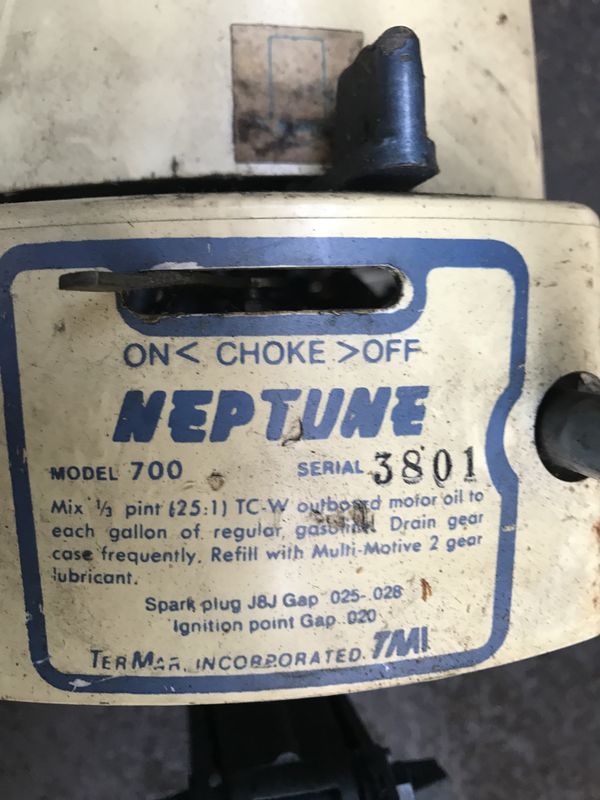 ON< CHOKE >OFF
NEPTUNE
MODEL 700 SERIAL 3801
Mix ⅓ pint (25:1) TC-W outboard motor oil to
each gallon of regular gasoline. Drain gear
case frequently. Refill with Multi-Motive 2 gear
lubricant.
Spark plug J8J Gap .025-.028
Ignition point Gap .020
TERMAR, INCORPORATED. TMI